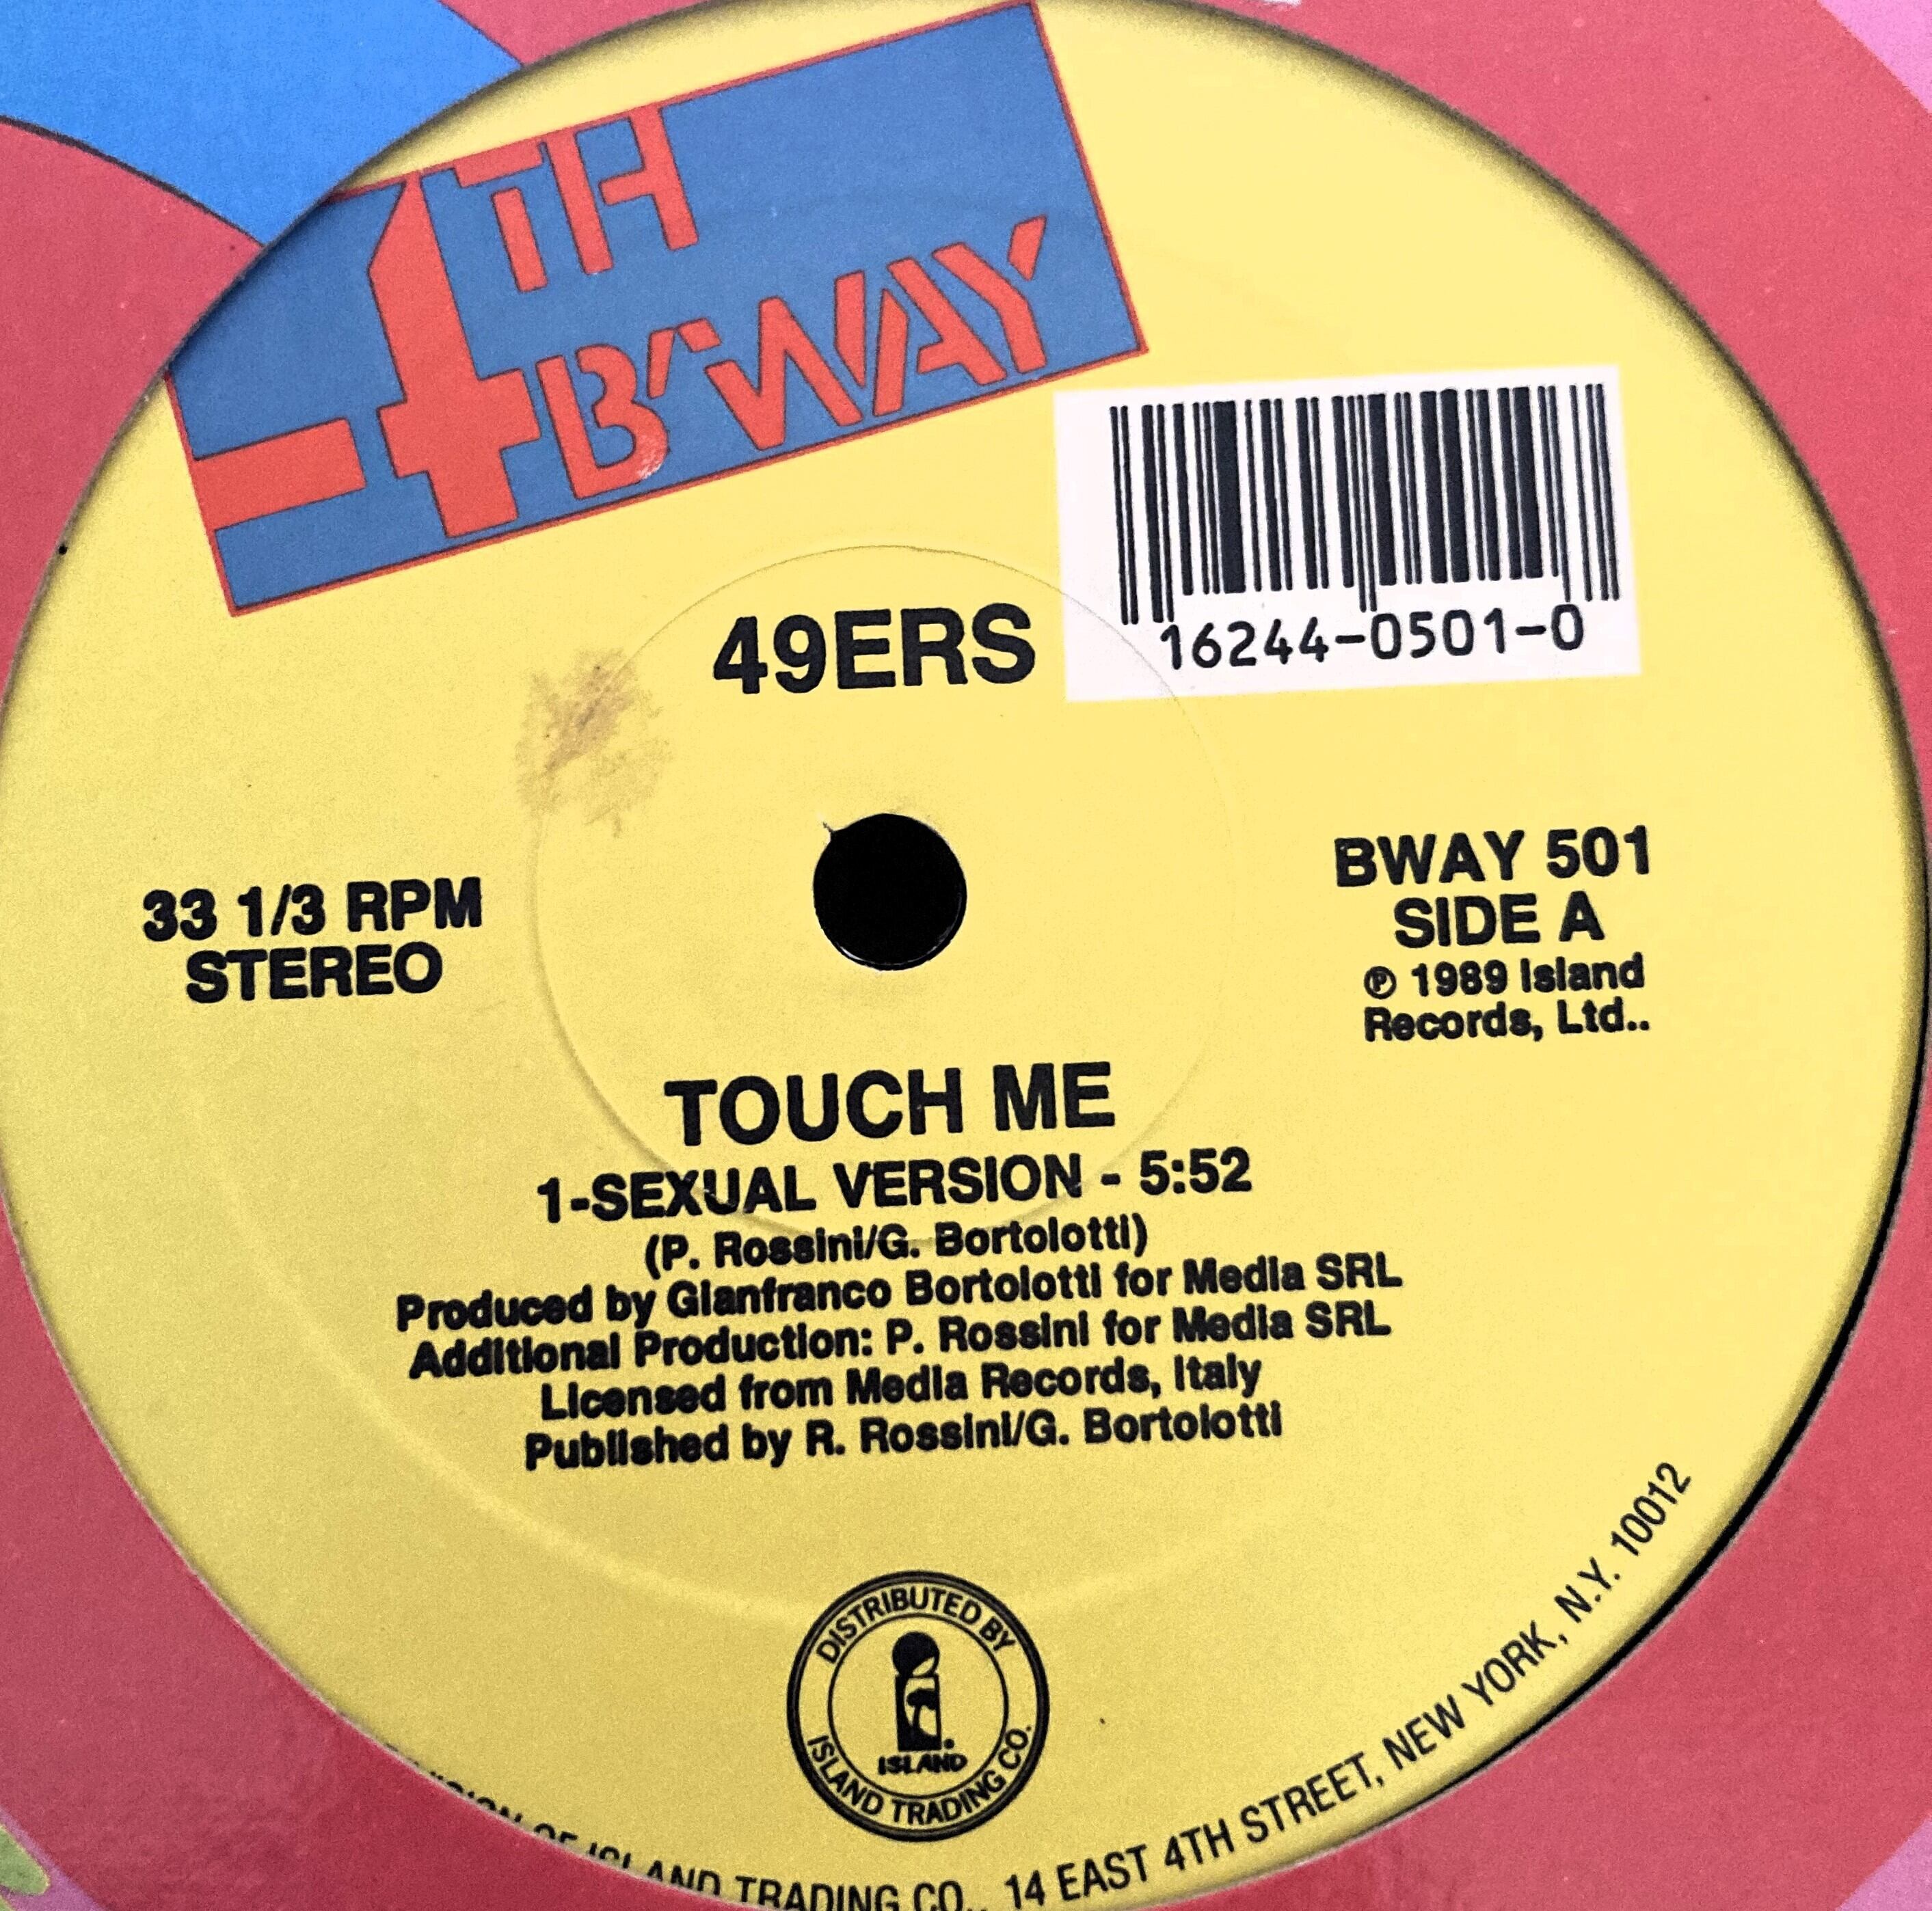 4TH
B'WAY
16244-0501-0
49ERS
33 1/3 RPM
STEREO
BWAY 501
SIDE A
℗ 1989 Island
Records, Ltd..
TOUCH ME
1-SEXUAL VERSION - 5:52
(P. Rossini/G. Bortolotti)
Produced by Gianfranco Bortolotti for Media SRL
Additional Production: P. Rossini for Media SRL
Licensed from Media Records, Italy
Published by R. Rossini/G. Bortolotti
DISTRIBUTED BY
ISLAND
ISLAND TRADING CO.
OF ISLAND TRADING CO., 14 EAST 4TH STREET, NEW YORK, N.Y. 10012